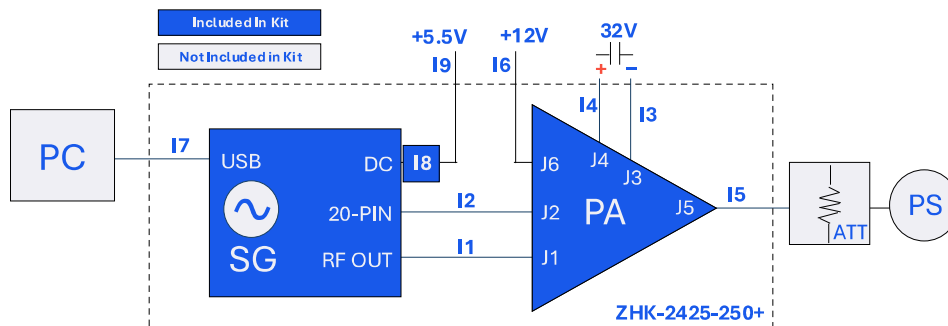 Included In Kit
Not Included in Kit
+5.5V
+12V
32V
I9
I6
+
−
I4
I3
PC
I7
USB
DC
I8
J6
J4
J3
20-PIN
I2
J2
PA
J5
I5
PS
SG
RF OUT
I1
J1
ATT
ZHK-2425-250+